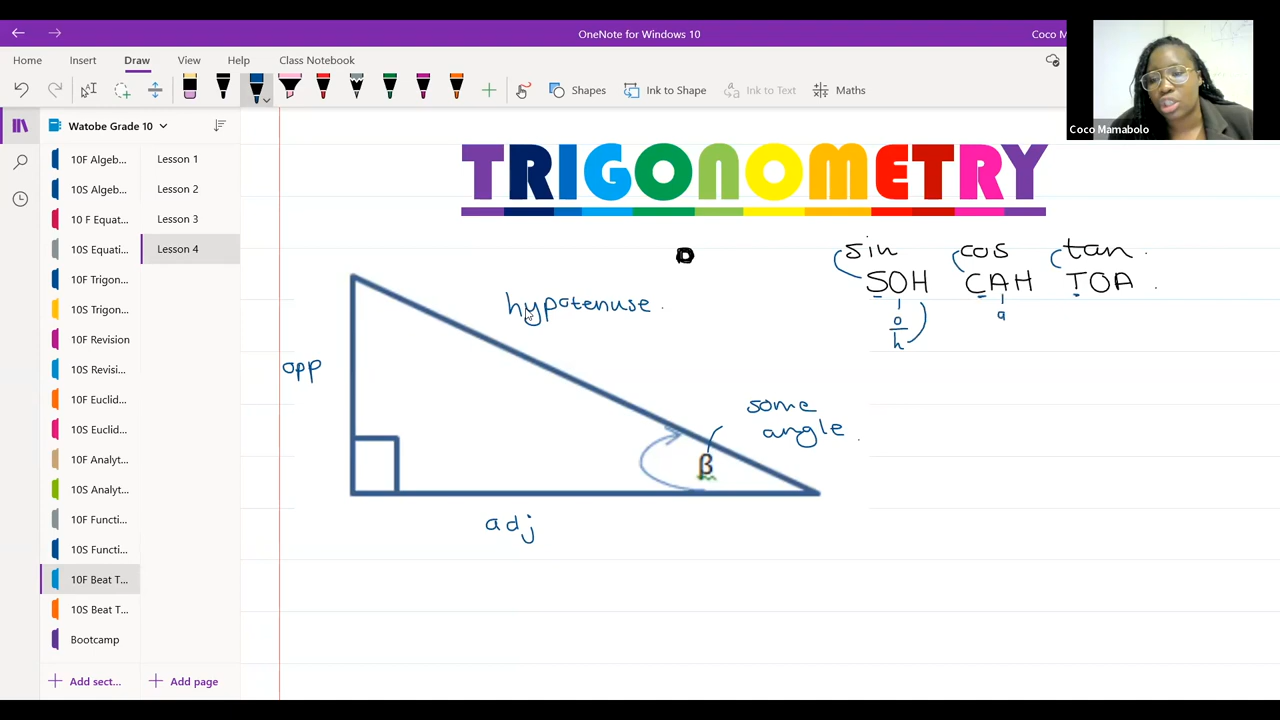 OneNote for Windows 10
Coco M
Home
Insert
Draw
View
Help
Class Notebook
Shapes
Ink to Shape
Ink to Text
Maths
Coco Mamabolo
Watobe Grade 10
10F Algeb...
10S Algeb...
10 F Equat...
10S Equati...
10F Trigon...
10S Trigon...
10F Revision
10S Revisi...
10F Euclid...
10S Euclid...
10F Analyt...
10S Analyt...
10F Functi...
10S Functi...
10F Beat T...
10S Beat T...
Bootcamp
Add sect...
Lesson 1
Lesson 2
Lesson 3
Lesson 4
Add page
TRIGONOMETRY
sin cos tan.
SOH CAH TOA.
o
h
a
hypotenuse.
opp
some
angle.
β
adj